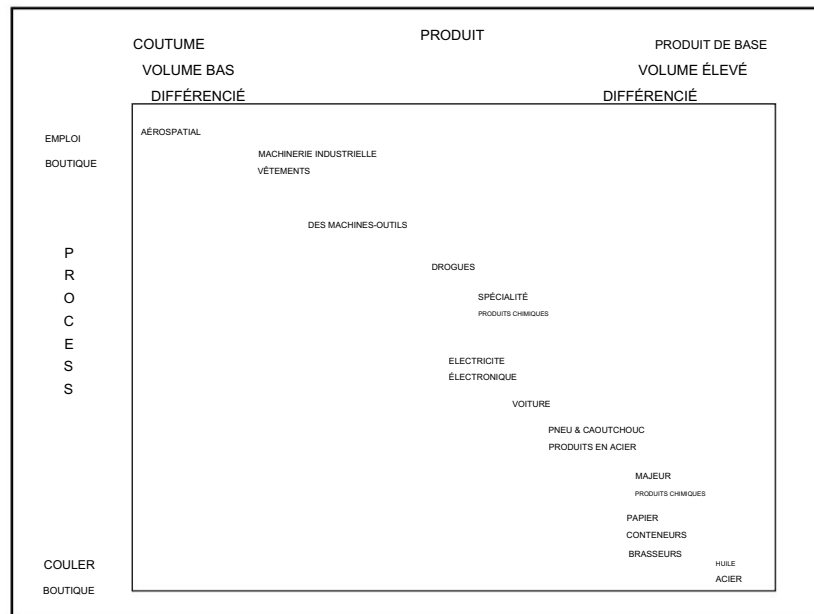 PRODUIT
COUTUME
PRODUIT DE BASE
VOLUME BAS
VOLUME ÉLEVÉ
DIFFÉRENCIÉ
DIFFÉRENCIÉ
EMPLOI
BOUTIQUE
AÉROSPATIAL
MACHINERIE INDUSTRIELLE
VÊTEMENTS
DES MACHINES-OUTILS
P
R
O
C
E
S
S
DROGUES
SPÉCIALITÉ
PRODUITS CHIMIQUES
ELECTRICITE
ÉLECTRONIQUE
VOITURE
PNEU & CAOUTCHOUC
PRODUITS EN ACIER
MAJEUR
PRODUITS CHIMIQUES
PAPIER
CONTENEURS
BRASSEURS
HUILE
ACIER
COULER
BOUTIQUE